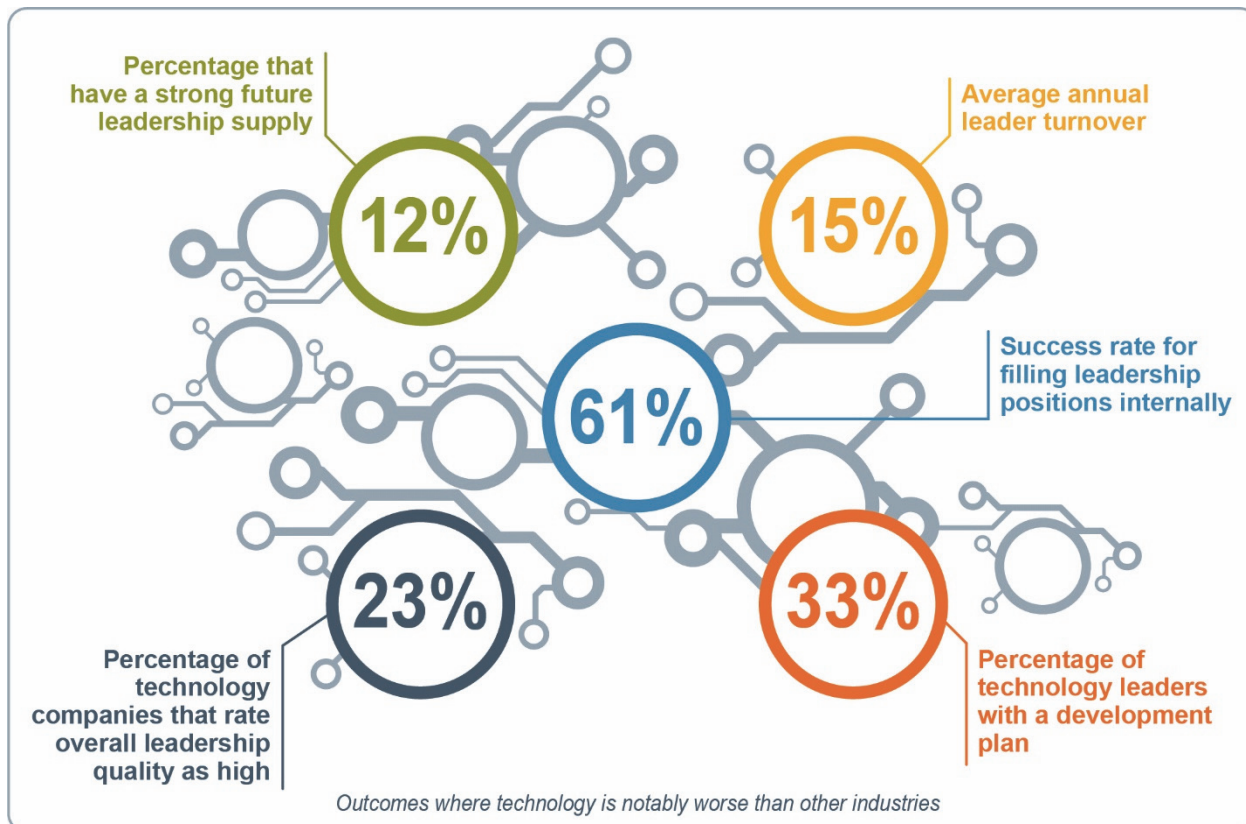 Percentage that
have a strong future
leadership supply
12%
Average annual
leader turnover
15%
Success rate for
filling leadership
positions internally
61%
23%
Percentage of
technology
companies that rate
overall leadership
quality as high
33%
Percentage of
technology leaders
with a development
plan
Outcomes where technology is notably worse than other industries